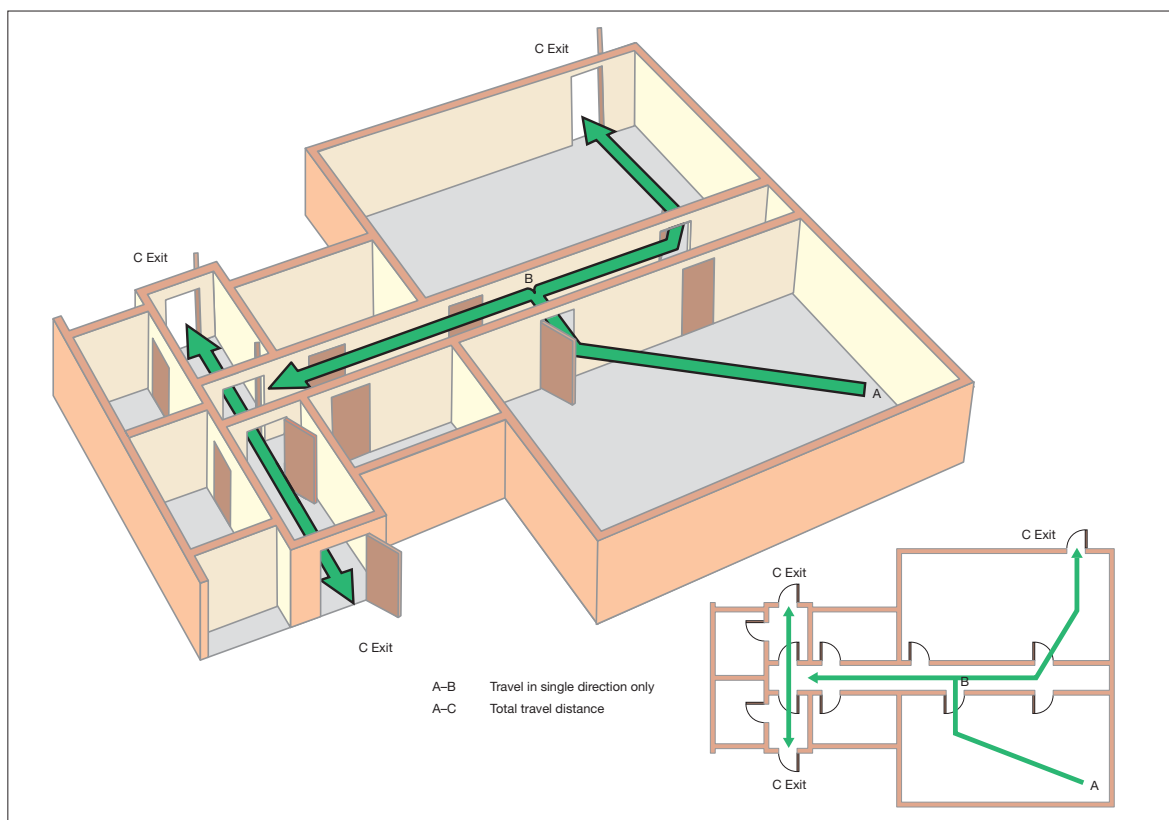 C Exit
C Exit
B
A
C Exit
A–B Travel in single direction only
A–C Total travel distance
C Exit
C Exit
B
A
C Exit